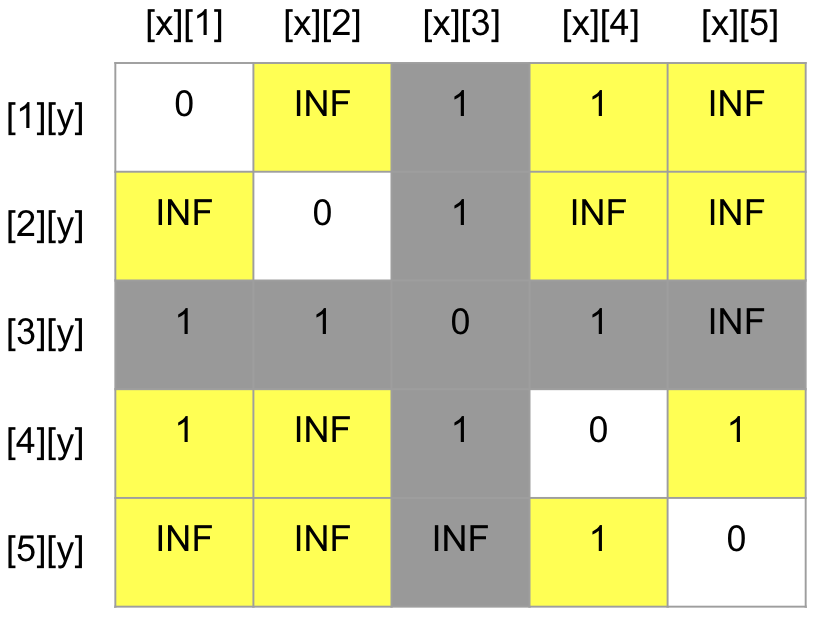 [x][1] [x][2] [x][3] [x][4] [x][5]
[1][y] 0 INF 1 1 INF
[2][y] INF 0 1 INF INF
[3][y] 1 1 0 1 INF
[4][y] 1 INF 1 0 1
[5][y] INF INF INF 1 0